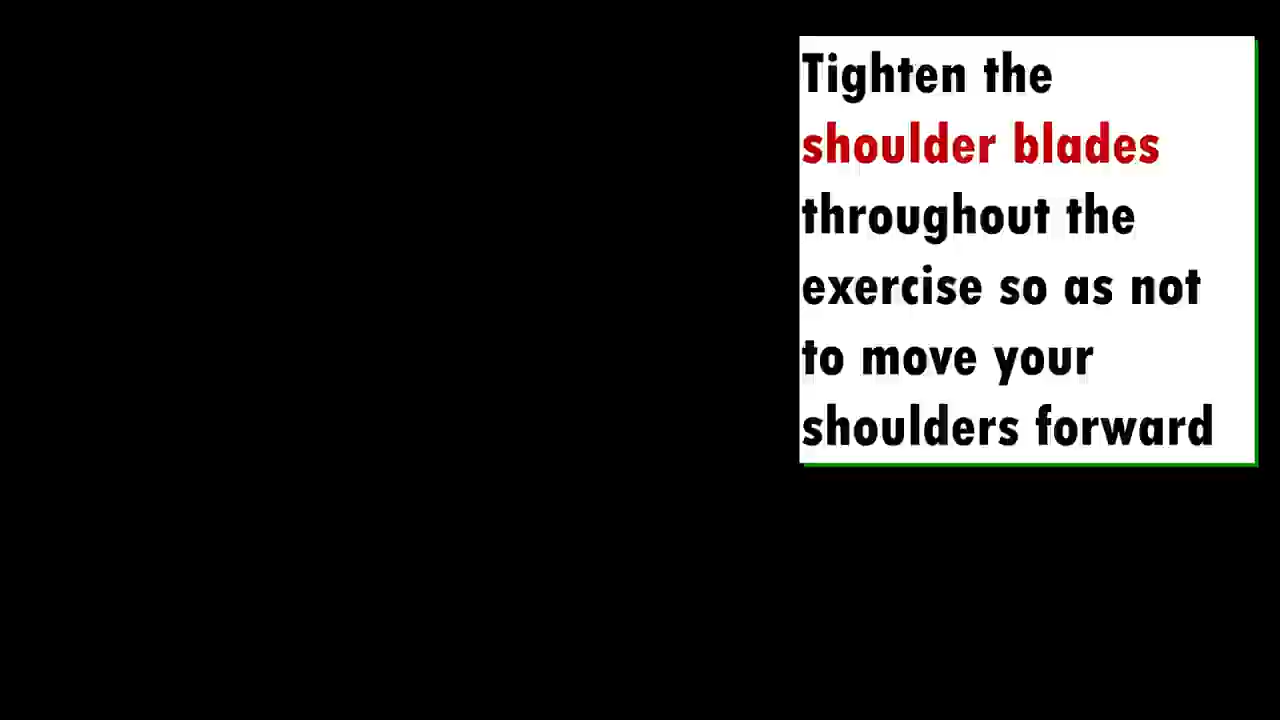 Tighten the
shoulder blades
throughout the
exercise so as not
to move your
shoulders forward